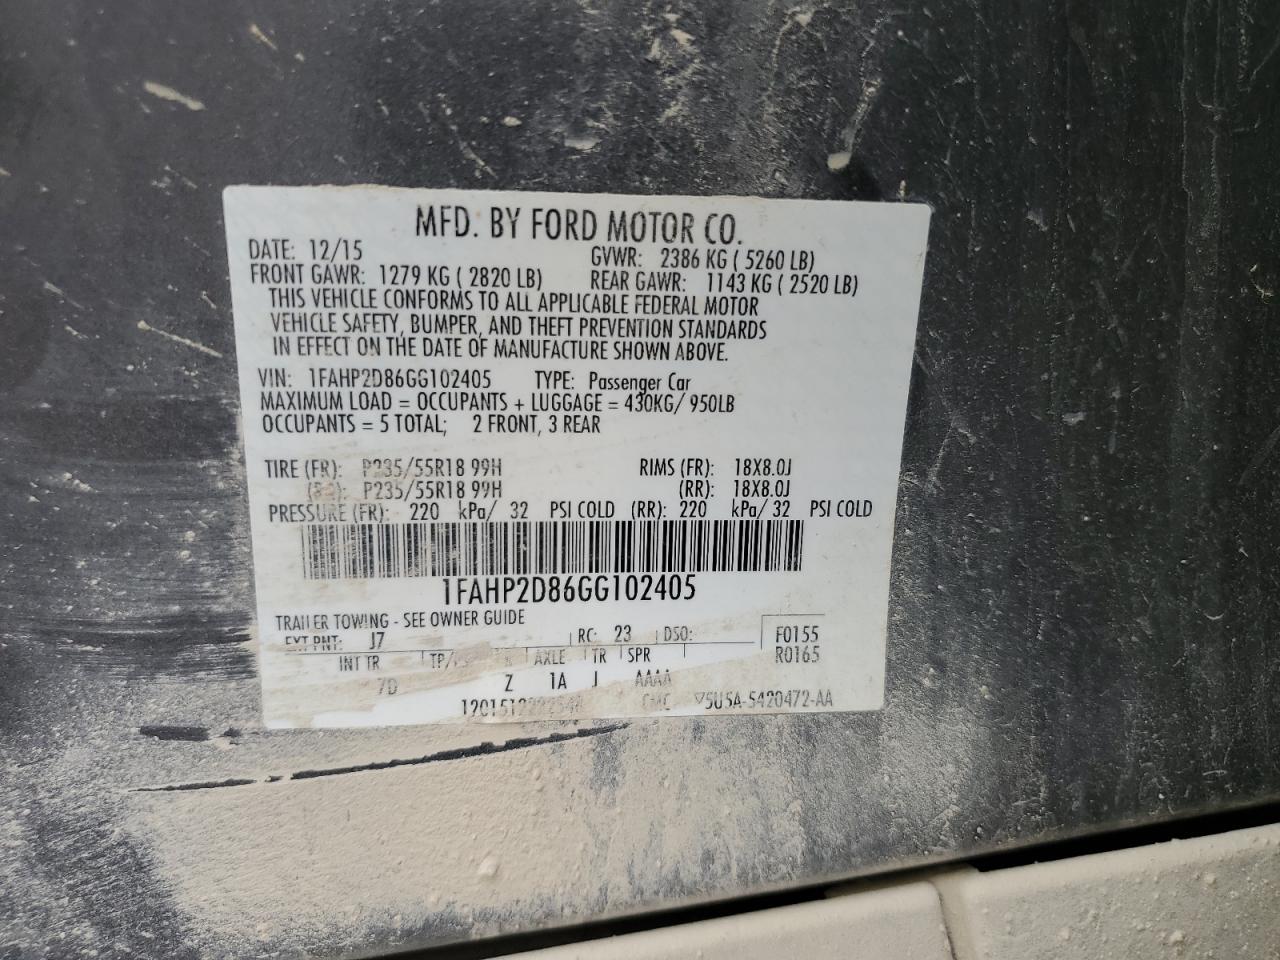 MFD. BY FORD MOTOR CO.
DATE: 12/15 GVWR: 2386 KG ( 5260 LB)
FRONT GAWR: 1279 KG ( 2820 LB) REAR GAWR: 1143 KG ( 2520 LB)
THIS VEHICLE CONFORMS TO ALL APPLICABLE FEDERAL MOTOR
VEHICLE SAFETY, BUMPER, AND THEFT PREVENTION STANDARDS
IN EFFECT ON THE DATE OF MANUFACTURE SHOWN ABOVE.
VIN: 1FAHP2D86GG102405 TYPE: Passenger Car
MAXIMUM LOAD = OCCUPANTS + LUGGAGE = 430KG/ 950LB
OCCUPANTS = 5 TOTAL; 2 FRONT, 3 REAR
TIRE (FR): P235/55R18 99H RIMS (FR): 18X8.0J
P235/55R18 99H (RR): 18X8.0J
PRESSURE (FR): 220 kPa/ 32 PSI COLD (RR): 220 kPa/ 32 PSI COLD
1FAHP2D86GG102405
TRAILER TOWING - SEE OWNER GUIDE
EXT PNT: J7 RC: 23 DSO: F0155
INT TR AXLE TR SPR R0165
7D Z 1A J AAAA